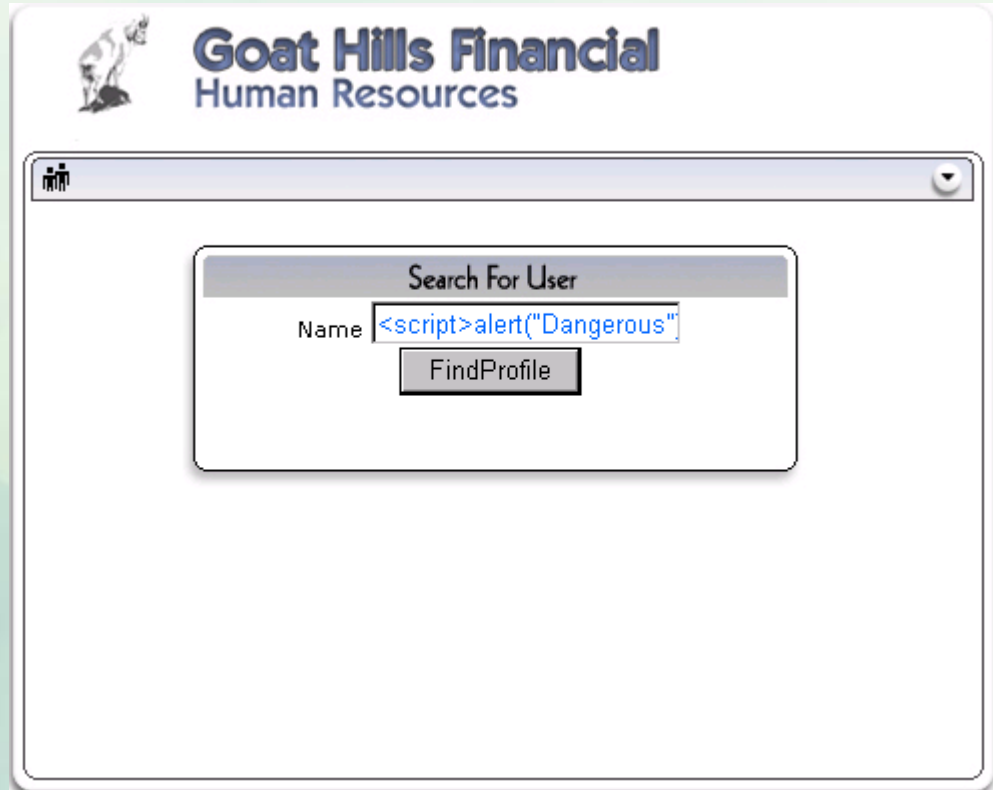 Goat Hills Financial
Human Resources
Search For User
Name <script>alert("Dangerous")
FindProfile